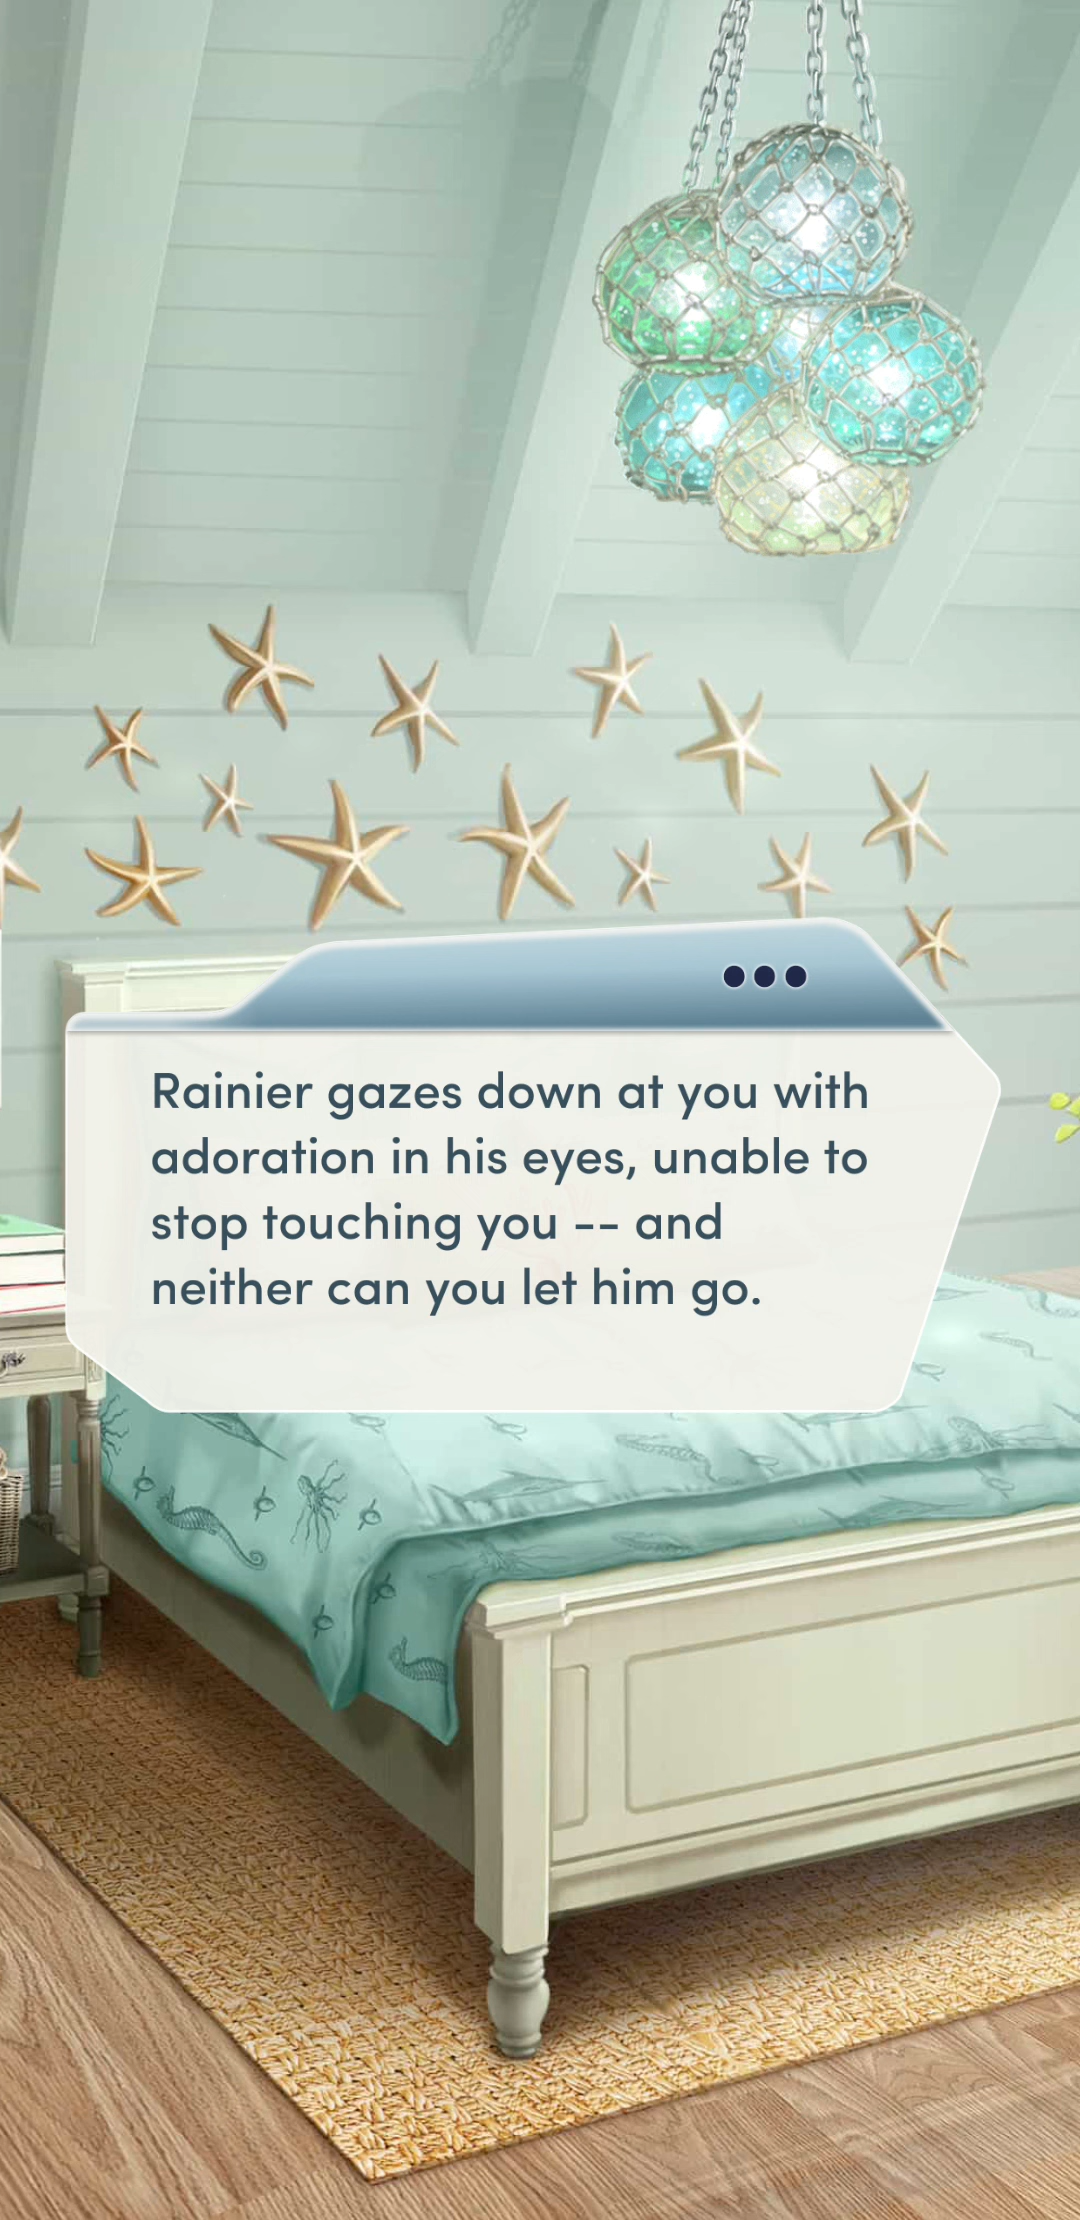 Rainier gazes down at you with
adoration in his eyes, unable to
stop touching you -- and
neither can you let him go.